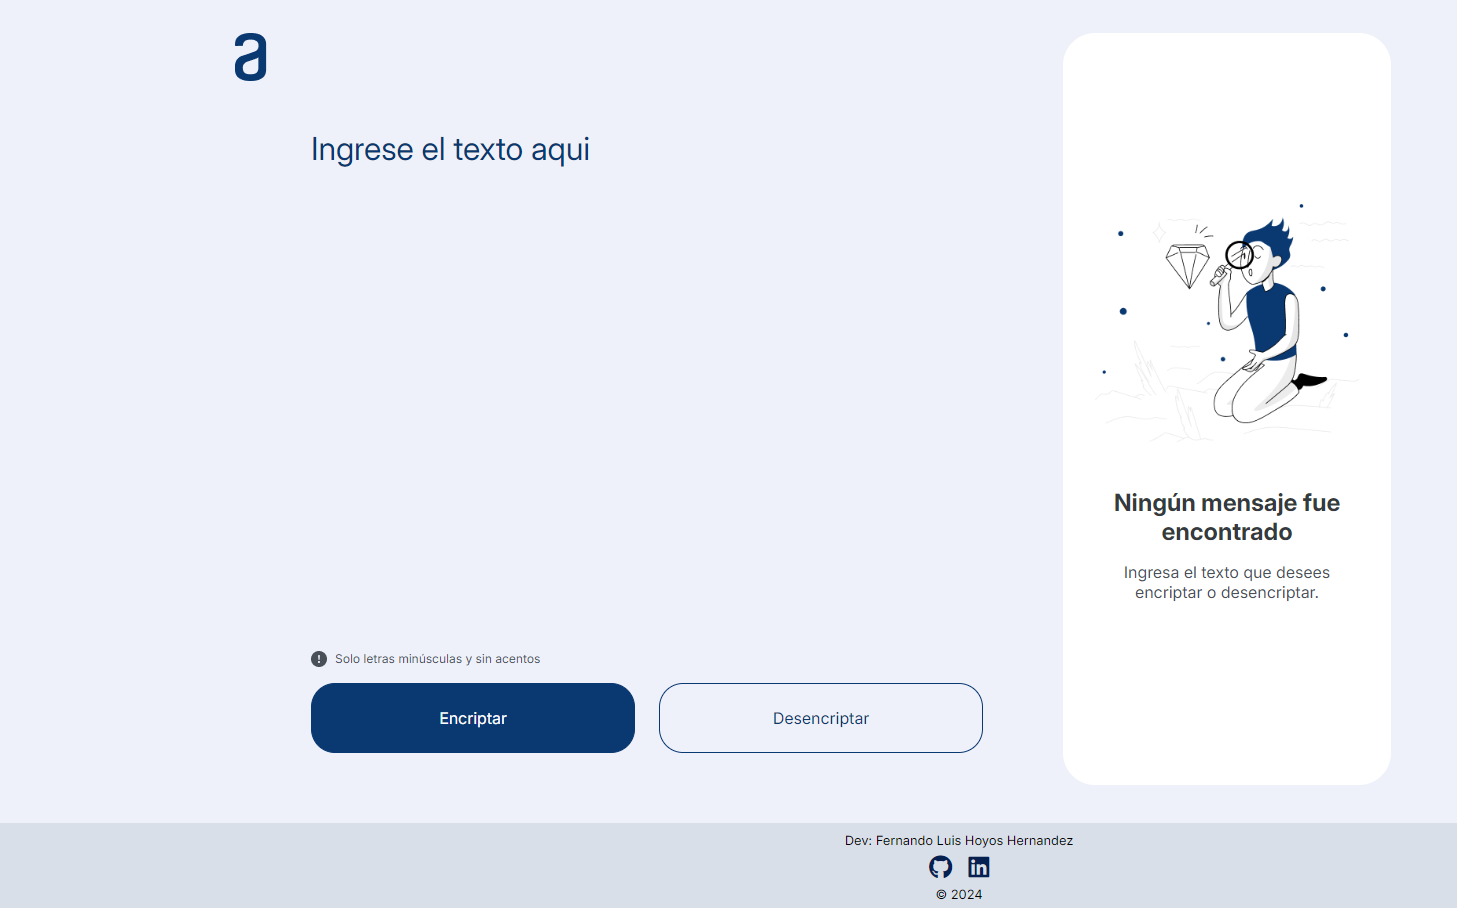 a
Ingrese el texto aqui
Solo letras minúsculas y sin acentos
Encriptar
Desencriptar
Ningún mensaje fue
encontrado
Ingresa el texto que desees
encriptar o desencriptar.
Dev: Fernando Luis Hoyos Hernandez
in
© 2024